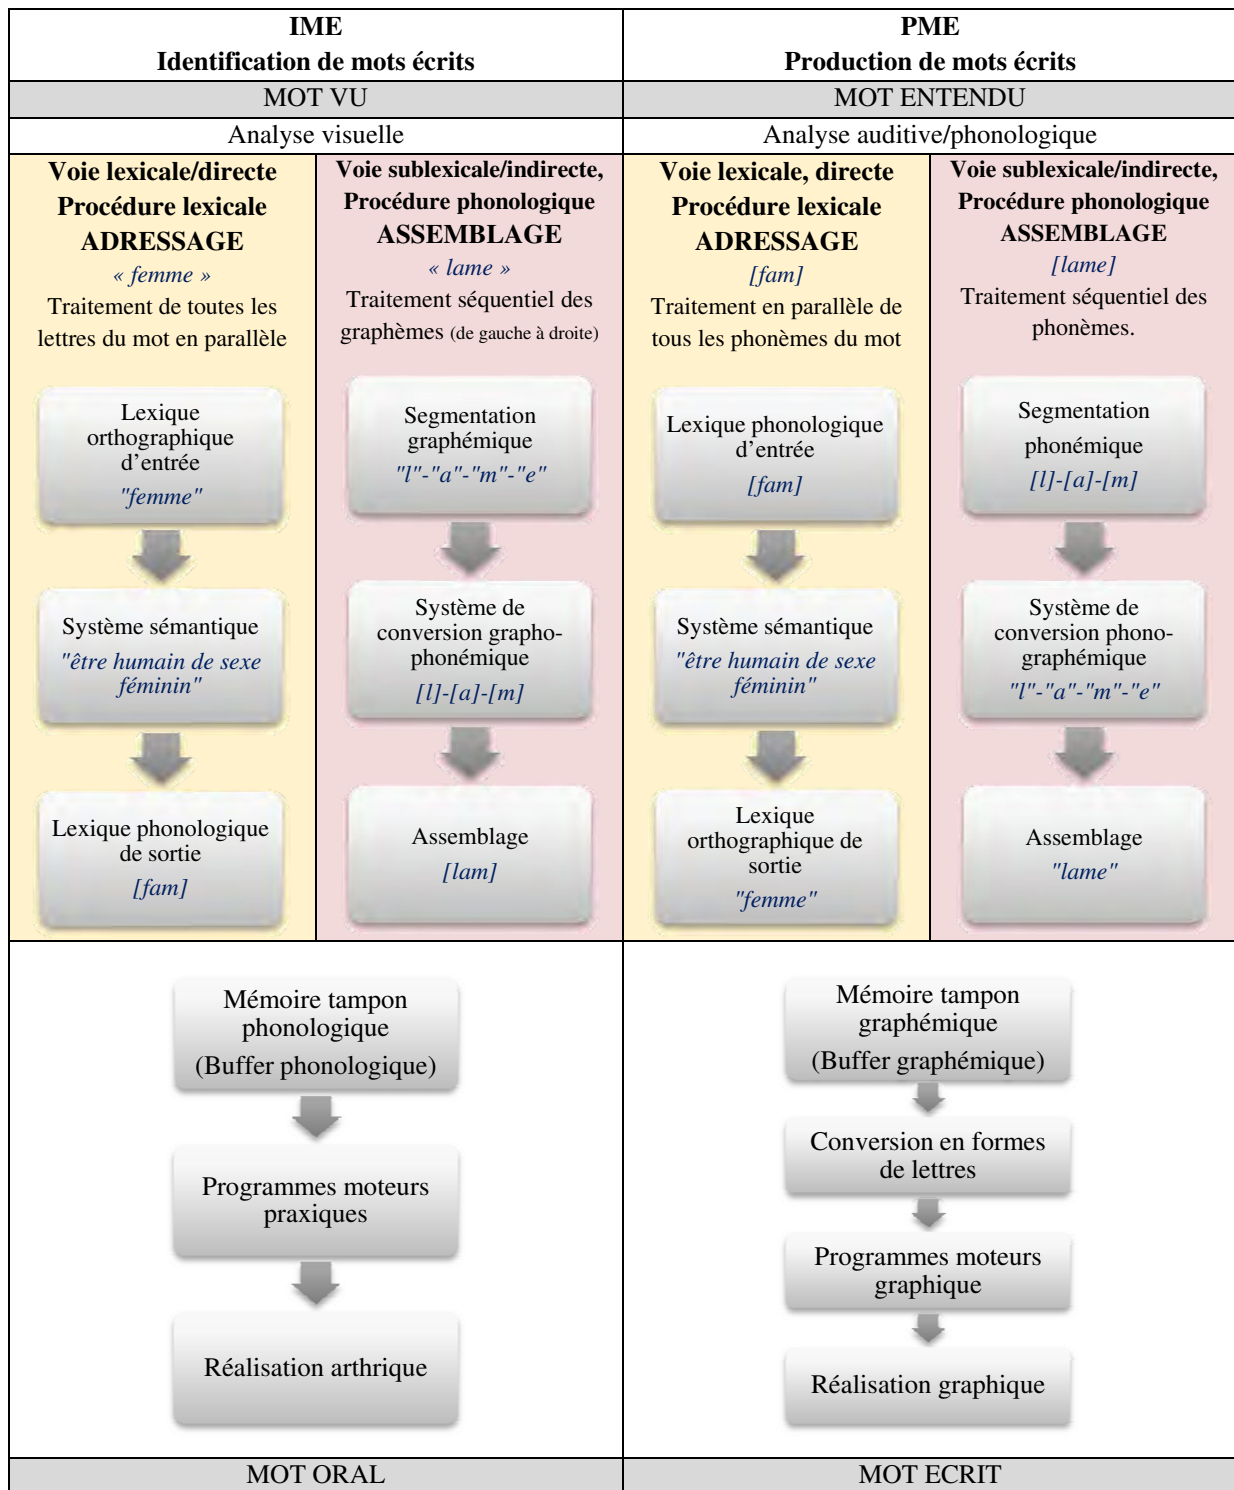 IME
Identification de mots écrits
PME
Production de mots écrits
MOT VU
MOT ENTENDU
Analyse visuelle
Analyse auditive/phonologique
Voie lexicale/directe
Procédure lexicale
ADRESSAGE
« femme »
Traitement de toutes les
lettres du mot en parallèle
Lexique
orthographique
d'entrée
"femme"
Système sémantique
"être humain de sexe
féminin"
Lexique phonologique
de sortie
[fam]
Voie sublexicale/indirecte,
Procédure phonologique
ASSEMBLAGE
« lame »
Traitement séquentiel des
graphèmes (de gauche à droite)
Segmentation
graphémique
"l"-"a"-"m"-"e"
Système de
conversion grapho-
phonémique
[l]-[a]-[m]
Assemblage
[lam]
Voie lexicale, directe
Procédure lexicale
ADRESSAGE
[fam]
Traitement en parallèle de
tous les phonèmes du mot
Lexique phonologique
d'entrée
[fam]
Système sémantique
"être humain de sexe
féminin"
Lexique
orthographique de
sortie
"femme"
Voie sublexicale/indirecte,
Procédure phonologique
ASSEMBLAGE
[lame]
Traitement séquentiel des
phonèmes.
Segmentation
phonémique
[l]-[a]-[m]
Système de
conversion phono-
graphémique
"l"-"a"-"m"-"e"
Assemblage
"lame"
Mémoire tampon
phonologique
(Buffer phonologique)
Programmes moteurs
praxiques
Réalisation arthrique
Mémoire tampon
graphémique
(Buffer graphémique)
Conversion en formes
de lettres
Programmes moteurs
graphique
Réalisation graphique
MOT ORAL
MOT ECRIT